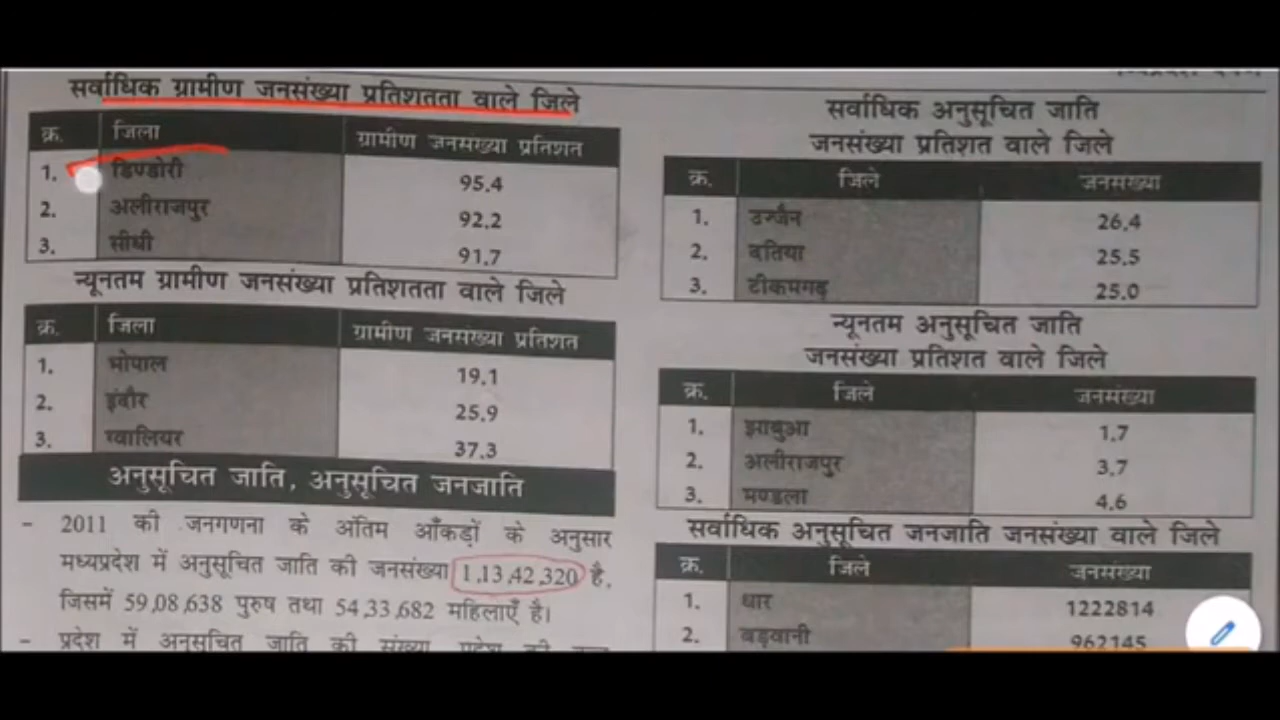 सर्वाधिक ग्रामीण जनसंख्या प्रतिशतता वाले जिले
क्र. जिला ग्रामीण जनसंख्या प्रतिशत
1. डिण्डोरी 95.4
2. अलीराजपुर 92.2
3. सीधी 91.7
न्यूनतम ग्रामीण जनसंख्या प्रतिशतता वाले जिले
क्र. जिला ग्रामीण जनसंख्या प्रतिशत
1. भोपाल 19.1
2. इंदौर 25.9
3. ग्वालियर 37.3
अनुसूचित जाति, अनुसूचित जनजाति
- 2011 की जनगणना के अंतिम आँकड़ों के अनुसार
मध्यप्रदेश में अनुसूचित जाति की जनसंख्या 1,13,42,320 है,
जिसमें 59,08,638 पुरुष तथा 54,33,682 महिलाएँ है।
- प्रदेश में अनुसूचित जाति की संख्या प्रदेश की कुल
सर्वाधिक अनुसूचित जाति
जनसंख्या प्रतिशत वाले जिले
क्र. जिले जनसंख्या
1. उज्जैन 26.4
2. दतिया 25.5
3. टीकमगढ़ 25.0
न्यूनतम अनुसूचित जाति
जनसंख्या प्रतिशत वाले जिले
क्र. जिले जनसंख्या
1. झाबुआ 1.7
2. अलीराजपुर 3.7
3. मण्डला 4.6
सर्वाधिक अनुसूचित जनजाति जनसंख्या वाले जिले
क्र. जिले जनसंख्या
1. धार 1222814
2. बड़वानी 962145